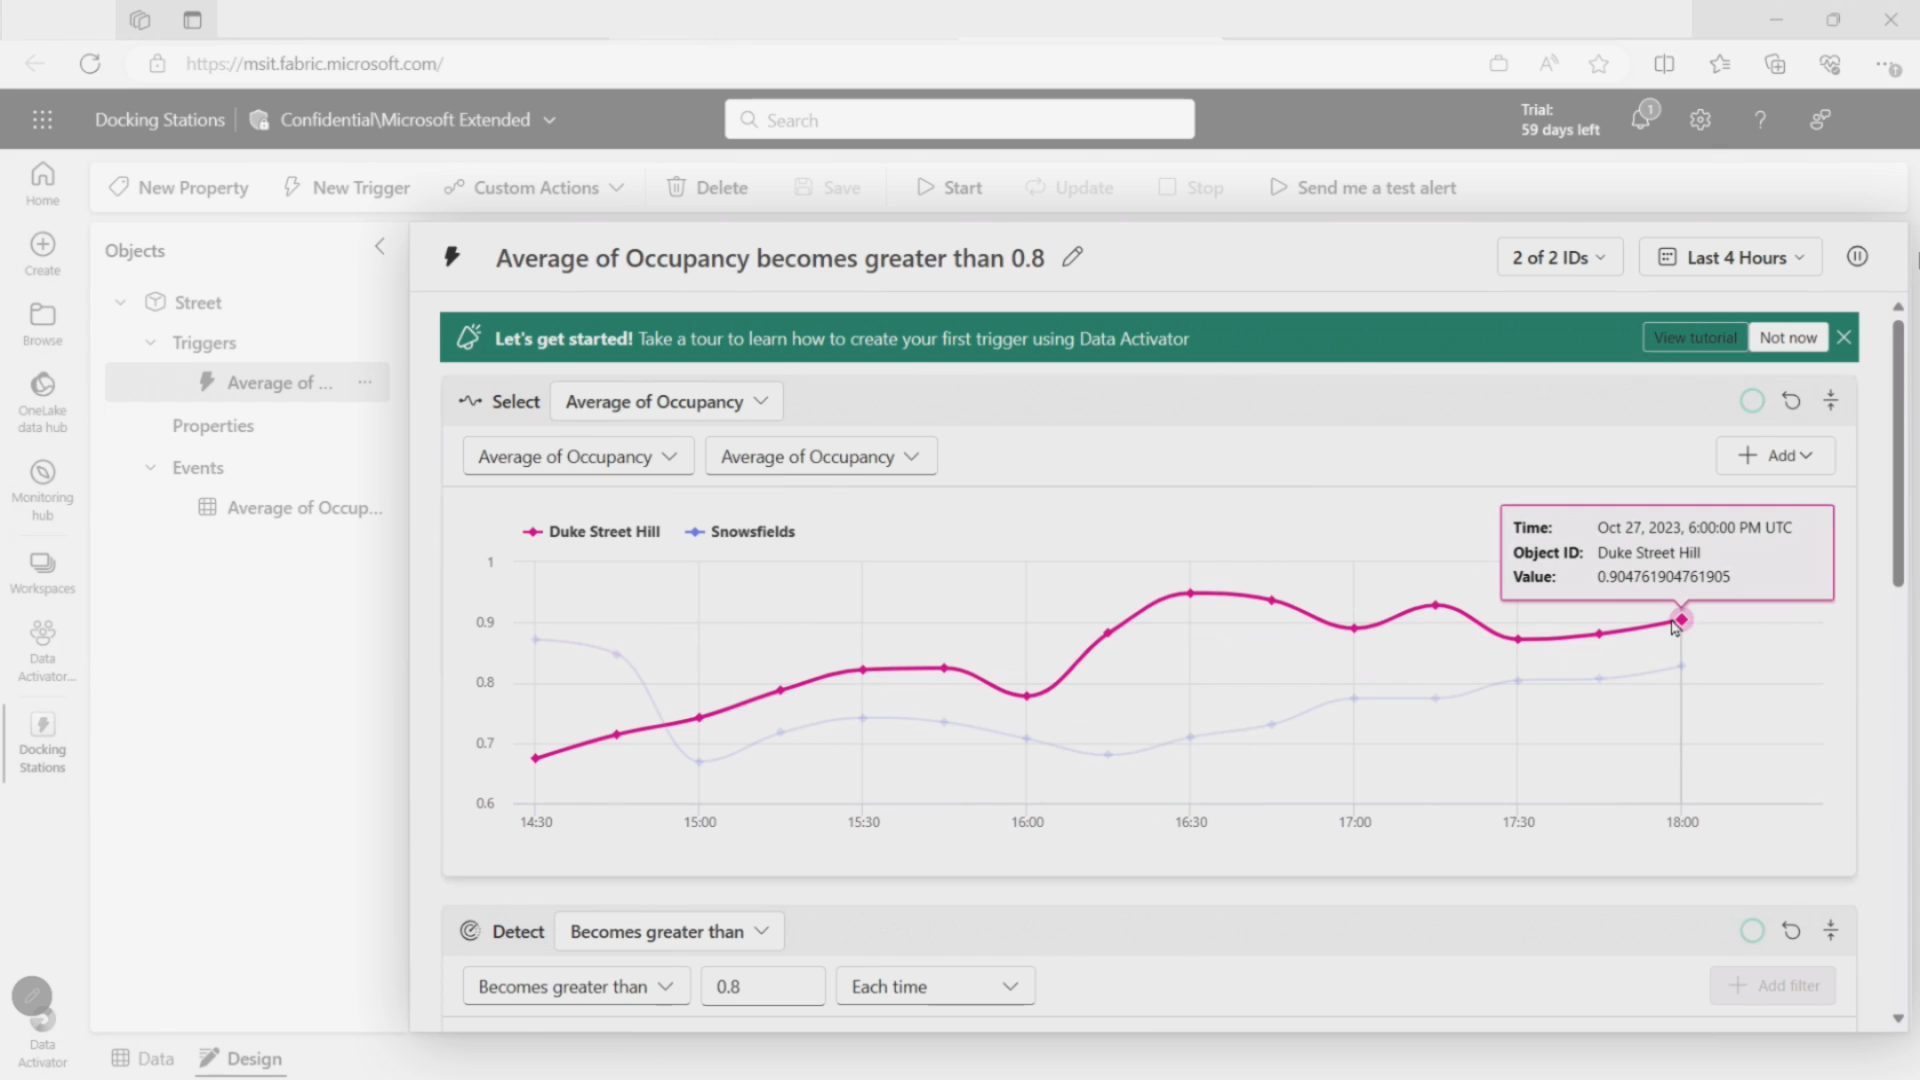 https://msit.fabric.microsoft.com/
Docking Stations
Confidential\Microsoft Extended
Search
Trial:
59 days left
1
Home
Create
Browse
OneLake
data hub
Monitoring
hub
Workspaces
Data
Activator...
Docking
Stations
Data
Activator
New Property
New Trigger
Custom Actions
Delete
Save
Start
Update
Stop
Send me a test alert
Objects
Street
Triggers
Average of ...
Properties
Events
Average of Occup...
Average of Occupancy becomes greater than 0.8
2 of 2 IDs
Last 4 Hours
Let's get started! Take a tour to learn how to create your first trigger using Data Activator
View tutorial
Not now
Select
Average of Occupancy
Average of Occupancy
Average of Occupancy
Add
Duke Street Hill
Snowsfields
Time: Oct 27, 2023, 6:00:00 PM UTC
Object ID: Duke Street Hill
Value: 0.904761904761905
1
0.9
0.8
0.7
0.6
14:30
15:00
15:30
16:00
16:30
17:00
17:30
18:00
Detect
Becomes greater than
Becomes greater than
0.8
Each time
Add filter
Data
Design